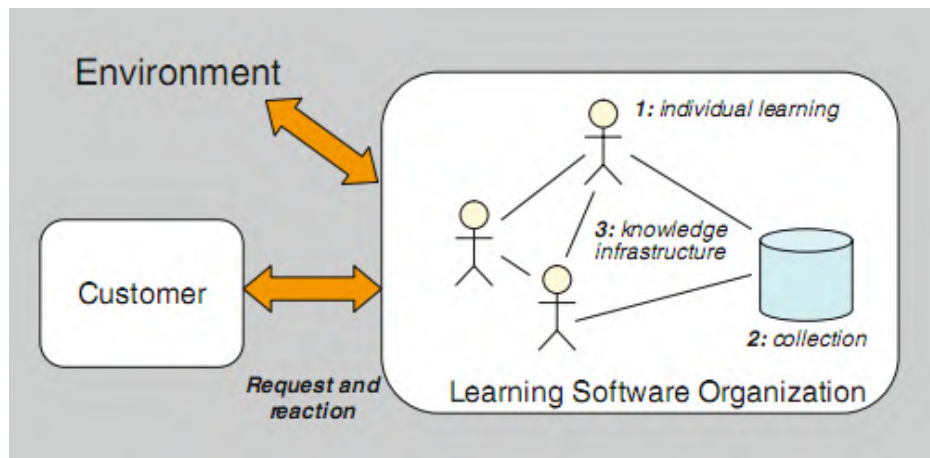 Environment
1: individual learning
3: knowledge
infrastructure
Customer
2: collection
Request and
reaction
Learning Software Organization